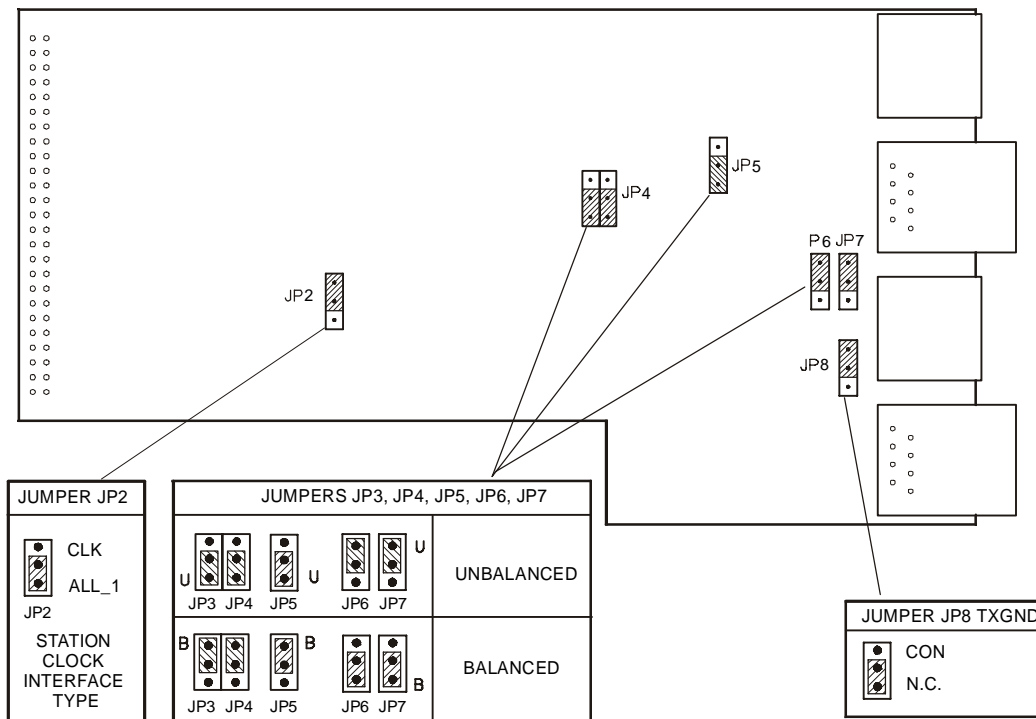 JP5
JP4
P6 JP7
JP2
JP8
JUMPER JP2
CLK
ALL_1
JP2
STATION
CLOCK
INTERFACE
TYPE
JUMPERS JP3, JP4, JP5, JP6, JP7
U U U
JP3 JP4 JP5 JP6 JP7
UNBALANCED
B B B
JP3 JP4 JP5 JP6 JP7
BALANCED
JUMPER JP8 TXGND
CON
N.C.